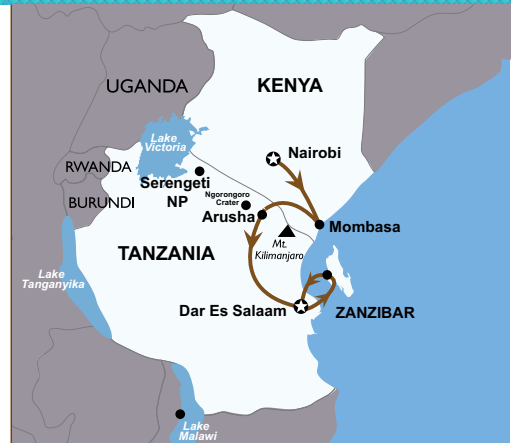 UGANDA
KENYA
Lake
Victoria
Nairobi
RWANDA
Serengeti
NP
Ngorongoro
Crater
BURUNDI
Arusha
Mombasa
TANZANIA
Mt.
Kilimanjaro
Lake
Tanganyika
Dar Es Salaam
ZANZIBAR
Lake
Malawi